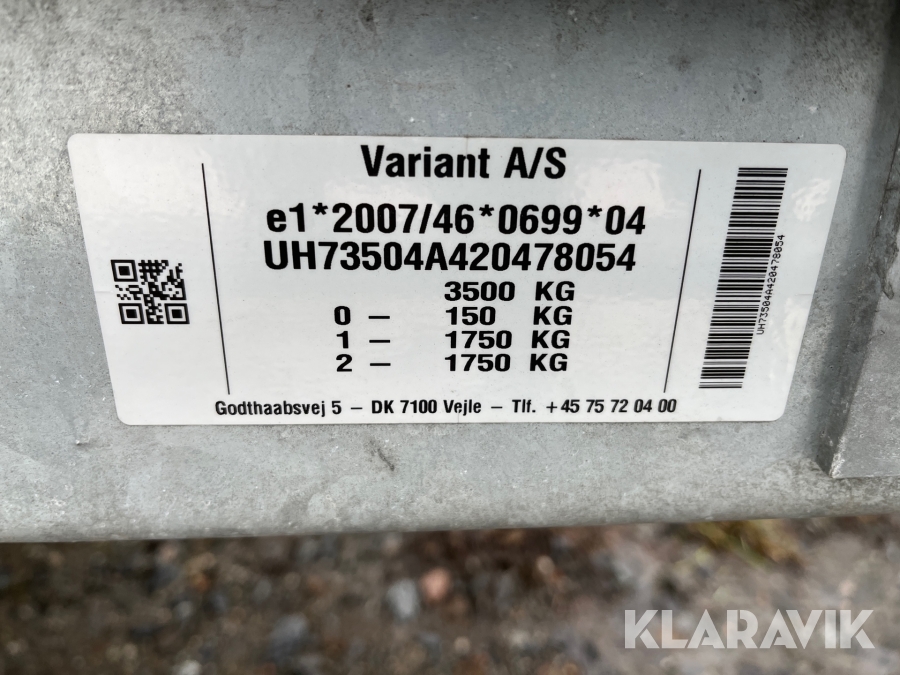 Variant A/S
e1*2007/46*0699*04
UH73504A420478054
3500 KG
0 – 150 KG
1 – 1750 KG
2 – 1750 KG
Godthaabsvej 5 – DK 7100 Vejle – Tlf. +45 75 72 04 00
UH73504A420478054
KLARAVIK